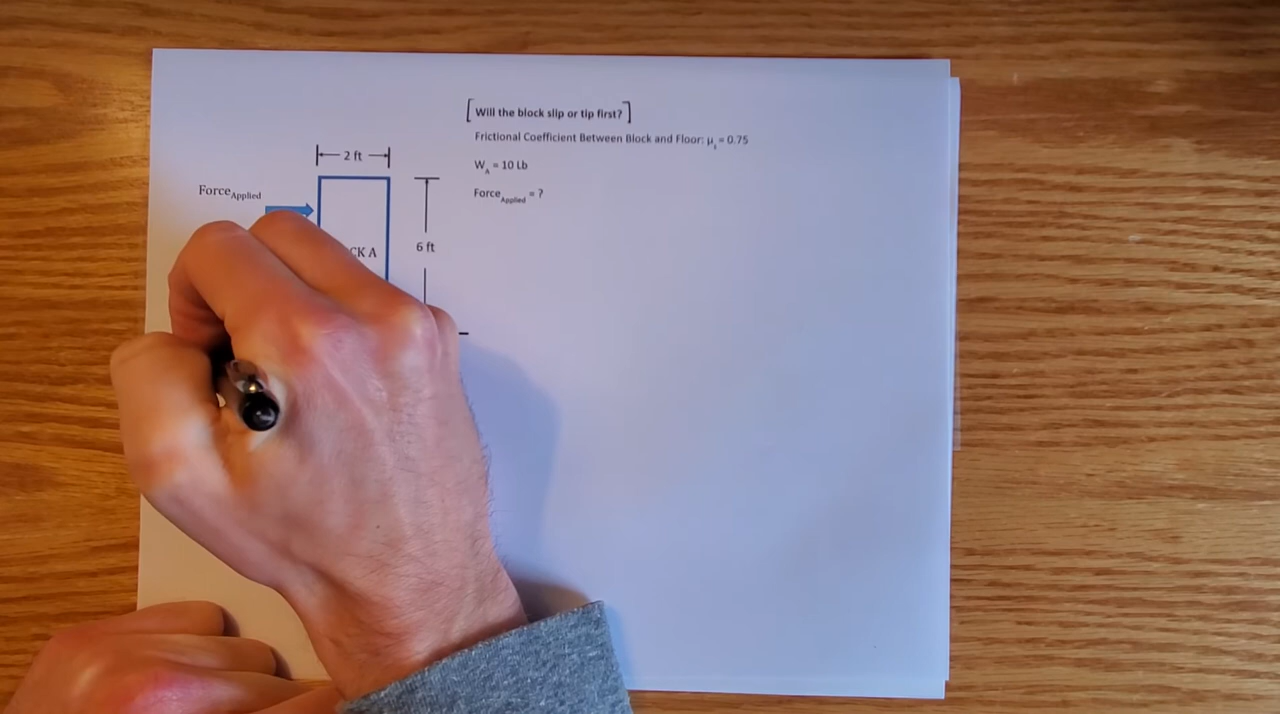 [Will the block slip or tip first?]
Frictional Coefficient Between Block and Floor: μs = 0.75
2 ft
WA = 10 Lb
ForceApplied
ForceApplied = ?
6 ft
CK A